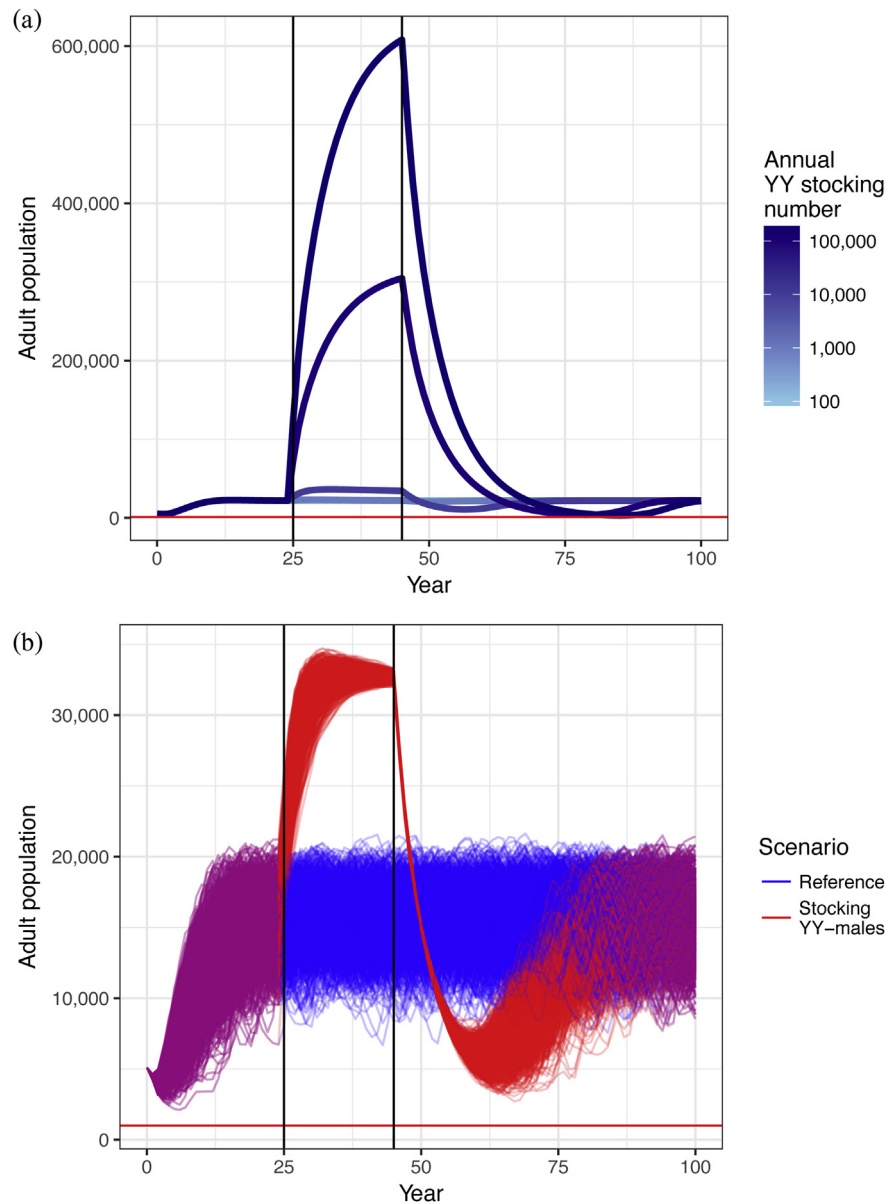 (a)
600,000
400,000
200,000
0
Adult population
0
25
50
75
100
Year
Annual
YY stocking
number
100,000
10,000
1,000
100
(b)
30,000
20,000
10,000
0
Adult population
0
25
50
75
100
Year
Scenario
Reference
Stocking
YY−males